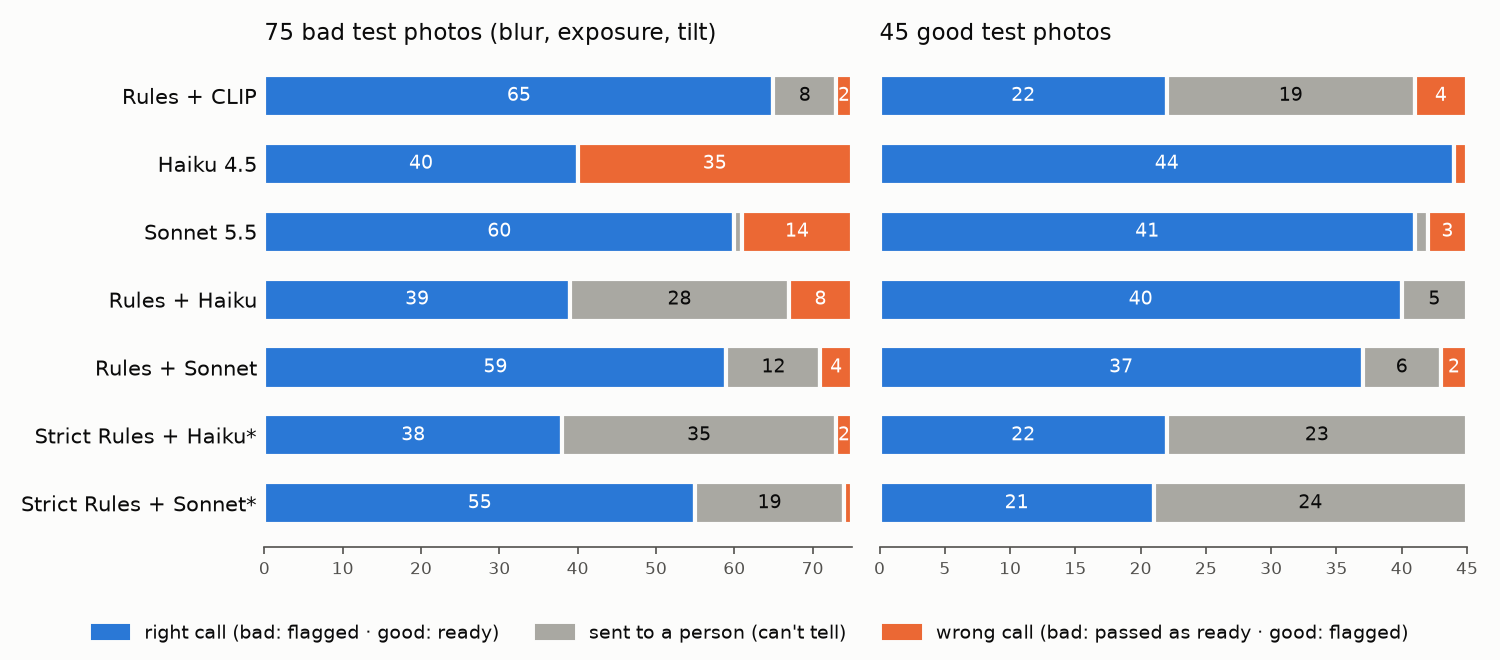 75 bad test photos (blur, exposure, tilt)
45 good test photos
Rules + CLIP 65 8 2 22 19 4
Haiku 4.5 40 35 44
Sonnet 5.5 60 14 41 3
Rules + Haiku 39 28 8 40 5
Rules + Sonnet 59 12 4 37 6 2
Strict Rules + Haiku* 38 35 2 22 23
Strict Rules + Sonnet* 55 19 21 24
0 10 20 30 40 50 60 70
0 5 10 15 20 25 30 35 40 45
right call (bad: flagged · good: ready)
sent to a person (can't tell)
wrong call (bad: passed as ready · good: flagged)